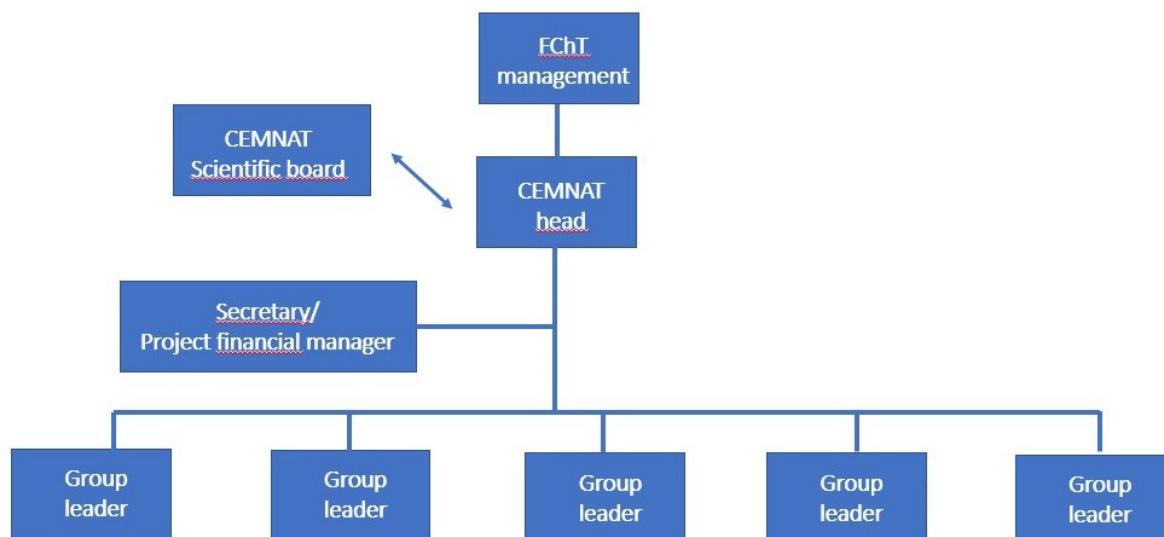 FChT
management
CEMNAT
Scientific board
CEMNAT
head
Secretary/
Project financial manager
Group
leader
Group
leader
Group
leader
Group
leader
Group
leader